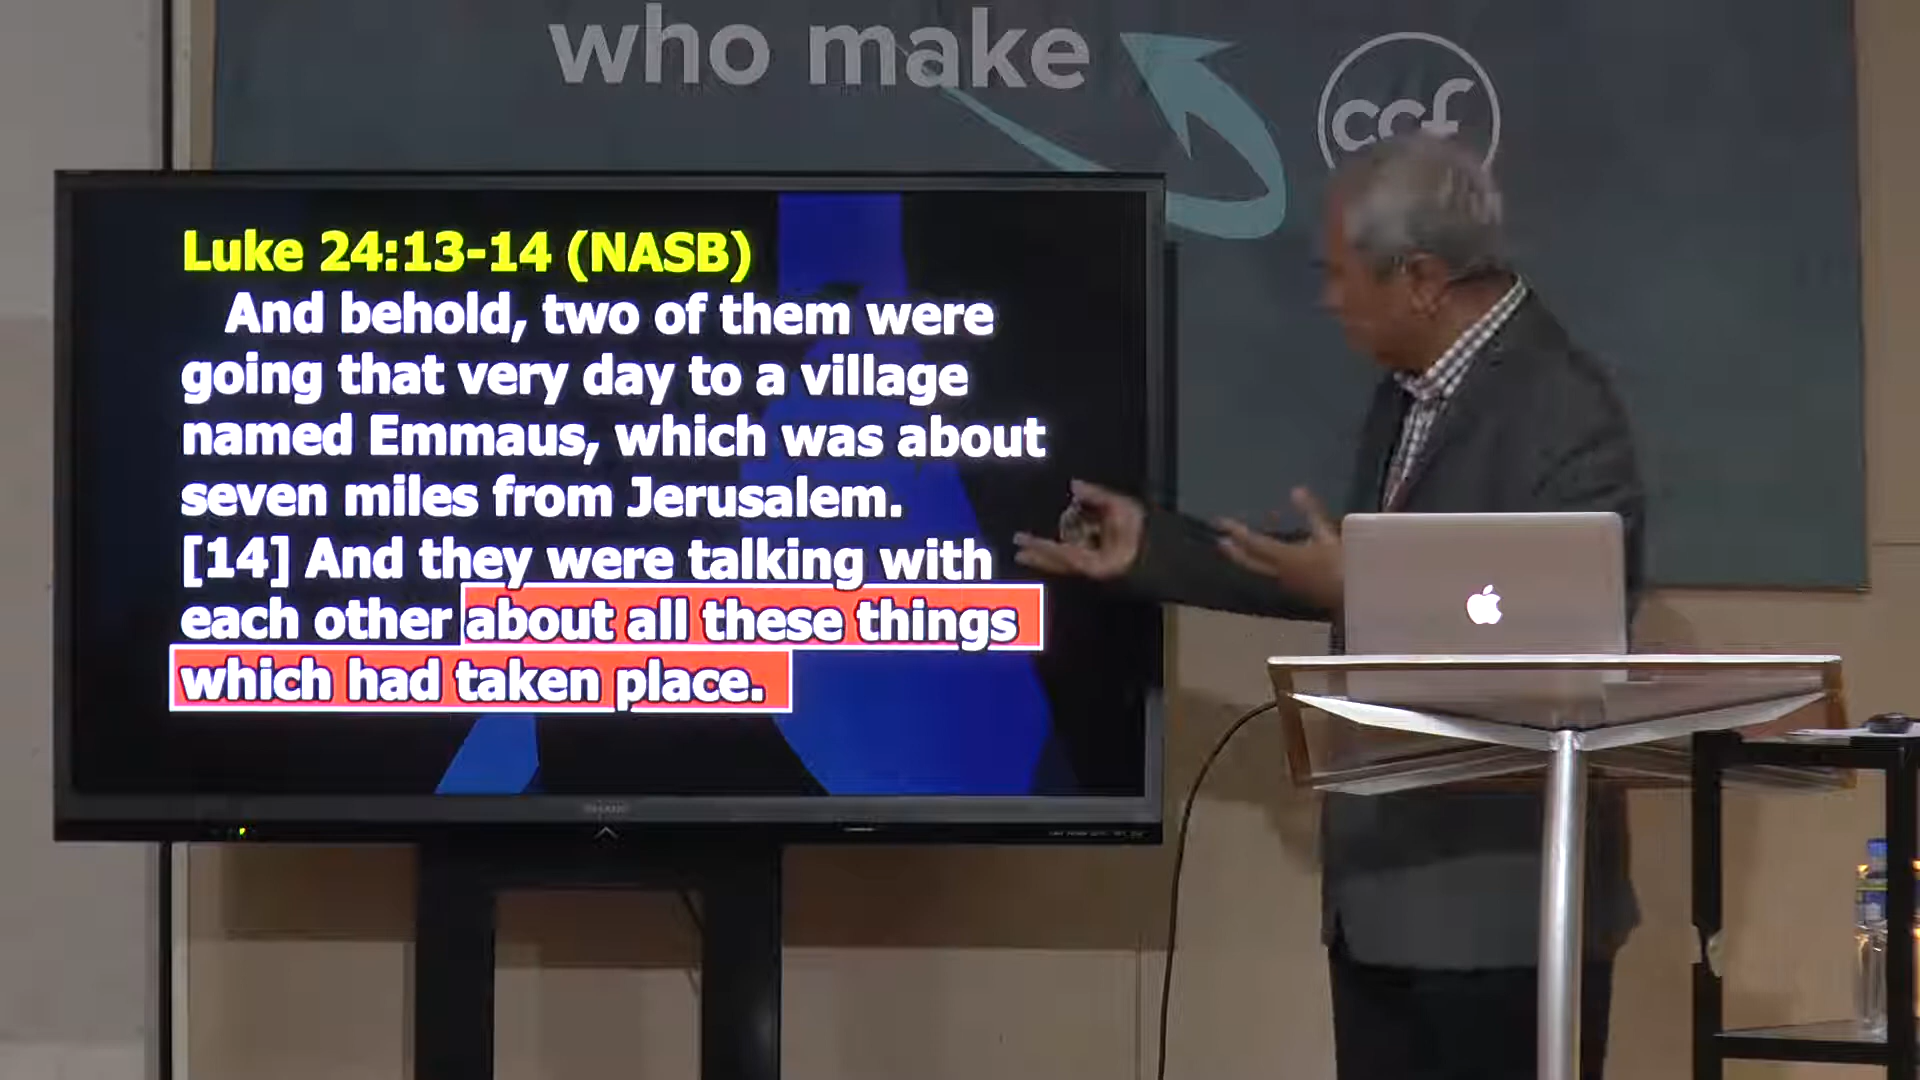 who make
ccf
Luke 24:13-14 (NASB)
And behold, two of them were
going that very day to a village
named Emmaus, which was about
seven miles from Jerusalem.
[14] And they were talking with
each other about all these things
which had taken place.